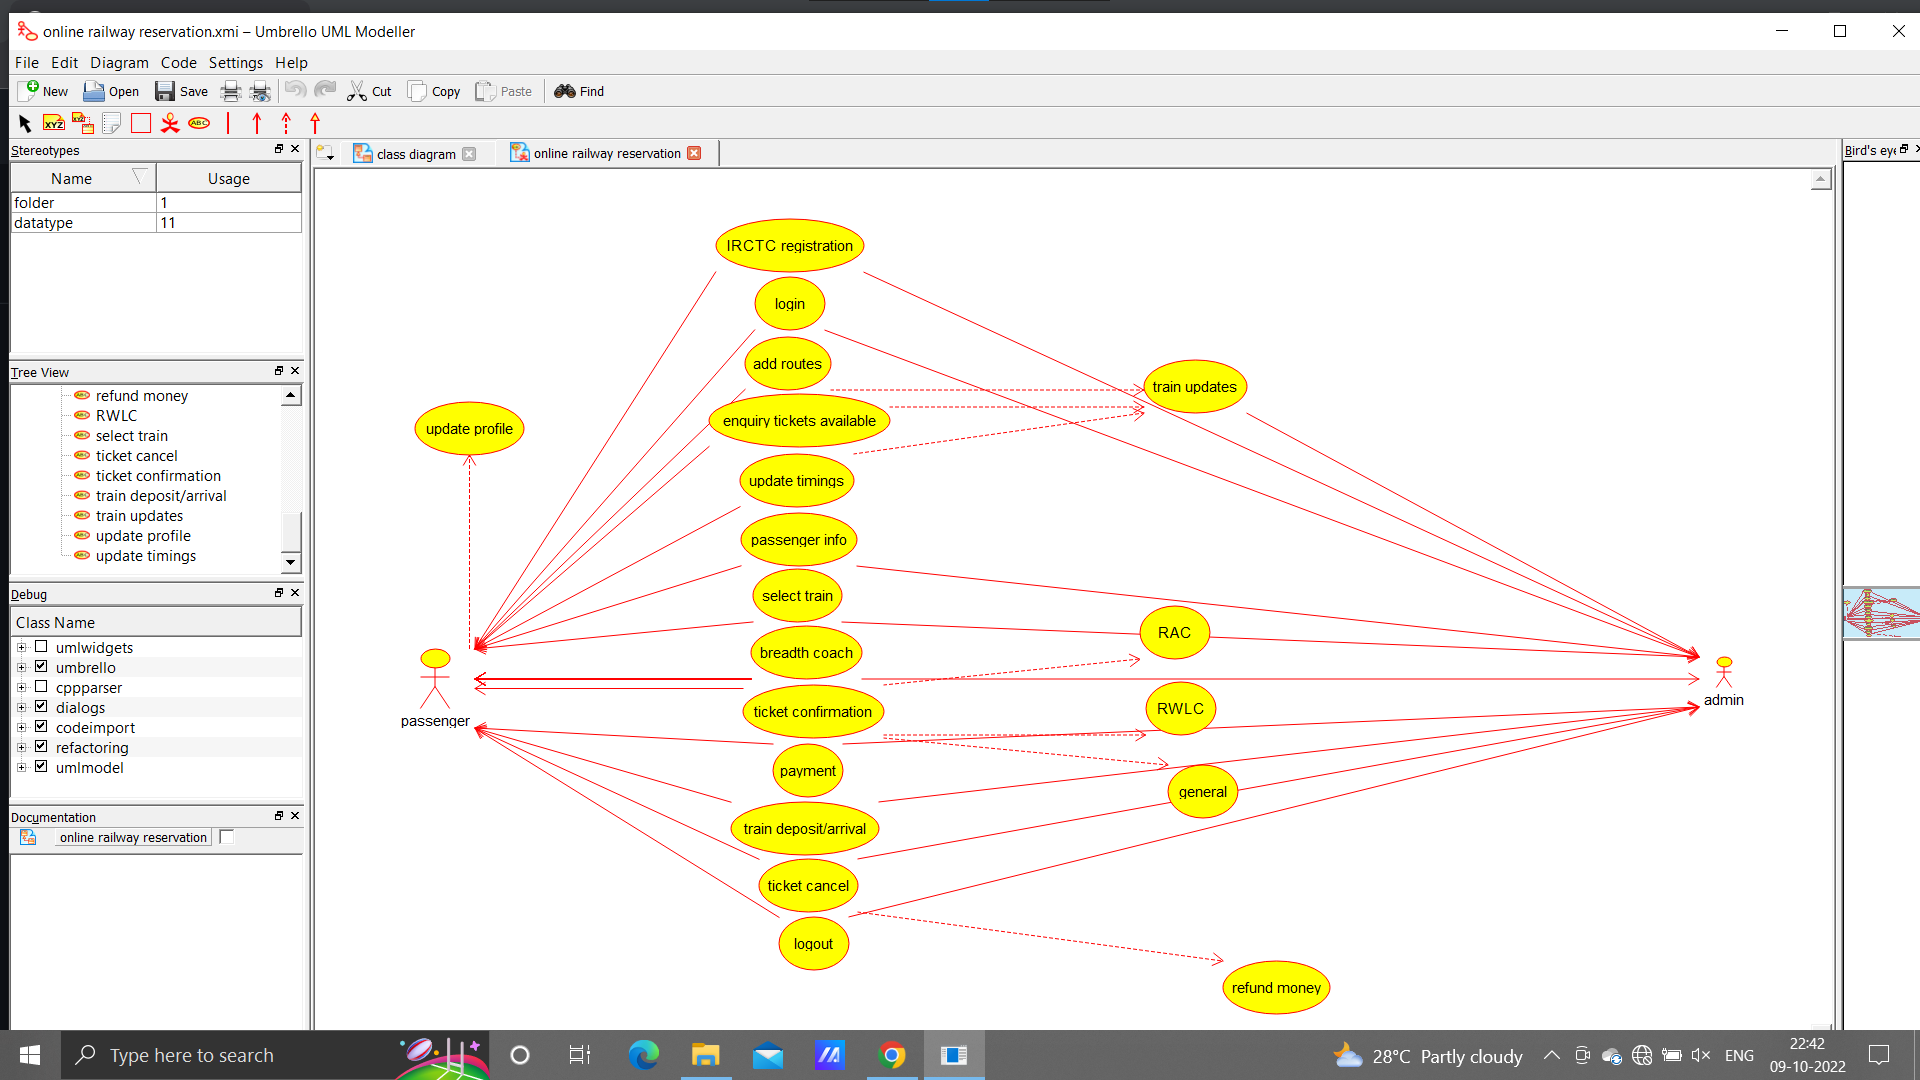 online railway reservation.xmi – Umbrello UML Modeller
File Edit Diagram Code Settings Help
New Open Save Cut Copy Paste Find
XYZ XYZ ABC
Stereotypes
Name Usage
folder 1
datatype 11
Tree View
refund money
RWLC
select train
ticket cancel
ticket confirmation
train deposit/arrival
train updates
update profile
update timings
Debug
Class Name
umlwidgets
umbrello
cppparser
dialogs
codeimport
refactoring
umlmodel
Documentation
online railway reservation
class diagram
online railway reservation
Bird's eye
IRCTC registration
login
add routes
train updates
enquiry tickets available
update profile
update timings
passenger info
select train
RAC
breadth coach
passenger
admin
ticket confirmation
RWLC
payment
general
train deposit/arrival
ticket cancel
logout
refund money
Type here to search
28°C Partly cloudy
ENG
22:42
09-10-2022